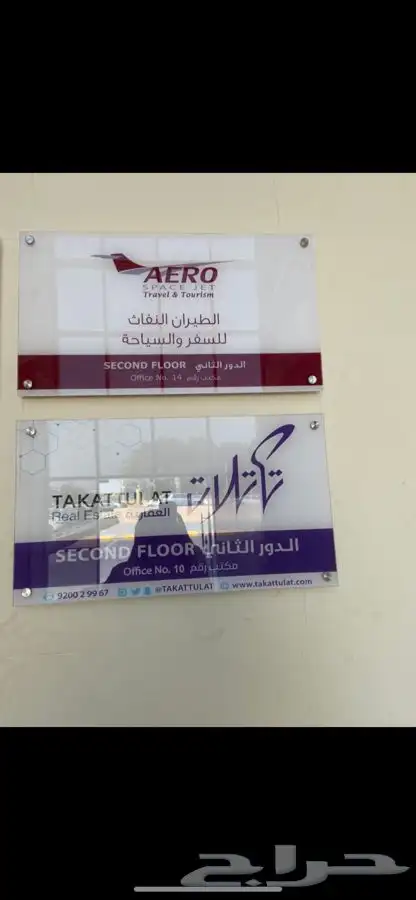 AERO
SPACE JET
Travel & Tourism
الطيران النفاث
للسفر والسياحة
SECOND FLOOR الدور الثاني
Office No. 14 مكتب رقم
تكتلات
TAKATTULAT
Real Estate العقارية
SECOND FLOOR الدور الثاني
Office No. 10 مكتب رقم
9200 2 99 67 @TAKATTULAT www.takattulat.com
حراج